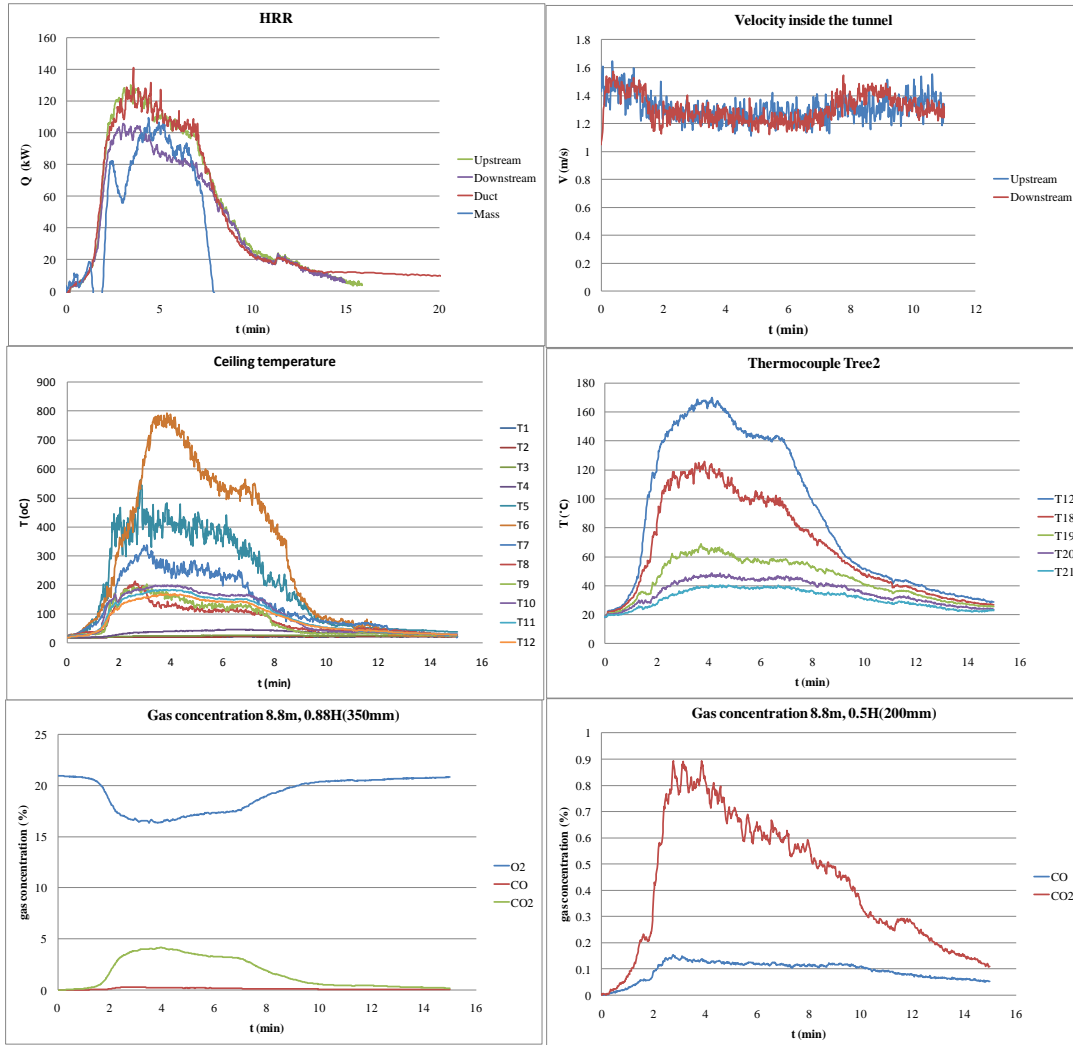 HRR
160
140
120
100
80
60
40
20
0
Q (kW)
0 5 10 15 20
t (min)
Upstream
Downstream
Duct
Mass
Velocity inside the tunnel
1.8
1.6
1.4
1.2
1
0.8
0.6
0.4
0.2
0
V (m/s)
0 2 4 6 8 10 12
t (min)
Upstream
Downstream
Ceiling temperature
900
800
700
600
500
400
300
200
100
0
T (oC)
0 2 4 6 8 10 12 14 16
t (min)
T1
T2
T3
T4
T5
T6
T7
T8
T9
T10
T11
T12
Thermocouple Tree2
180
160
140
120
100
80
60
40
20
0
T (°C)
0 2 4 6 8 10 12 14 16
t (min)
T12
T18
T19
T20
T21
Gas concentration 8.8m, 0.88H(350mm)
25
20
15
10
5
0
gas concentration (%)
0 2 4 6 8 10 12 14 16
t (min)
O2
CO
CO2
Gas concentration 8.8m, 0.5H(200mm)
1
0.9
0.8
0.7
0.6
0.5
0.4
0.3
0.2
0.1
0
gas concentration (%)
0 2 4 6 8 10 12 14 16
t (min)
CO
CO2